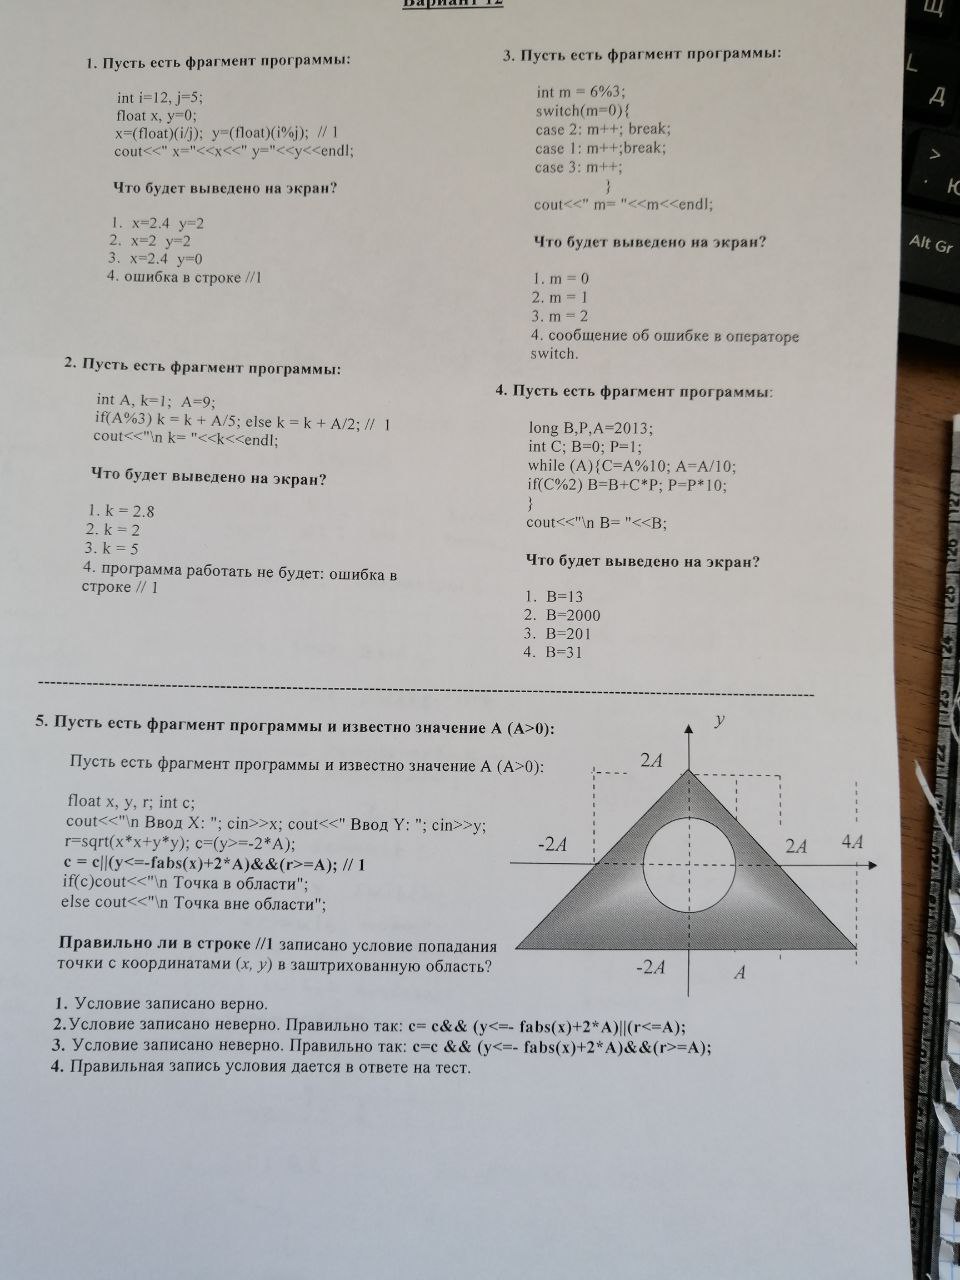 Вариант 12
1. Пусть есть фрагмент программы:
int i=12, j=5;
float x, y=0;
x=(float)(i/j);  y=(float)(i%j);  // 1
cout<<" x="<<x<<" y="<<y<<endl;
Что будет выведено на экран?
1.  x=2.4  y=2
2.  x=2  y=2
3.  x=2.4  y=0
4. ошибка в строке //1
2. Пусть есть фрагмент программы:
int A, k=1;  A=9;
if(A%3) k = k + A/5; else k = k + A/2; //  1
cout<<"\n k= "<<k<<endl;
Что будет выведено на экран?
1. k = 2.8
2. k = 2
3. k = 5
4. программа работать не будет: ошибка в
строке // 1
3. Пусть есть фрагмент программы:
int m = 6%3;
switch(m=0){
case 2: m++; break;
case 1: m++;break;
case 3: m++;
}
cout<<" m= "<<m<<endl;
Что будет выведено на экран?
1. m = 0
2. m = 1
3. m = 2
4. сообщение об ошибке в операторе
switch.
4. Пусть есть фрагмент программы:
long B,P,A=2013;
int C; B=0; P=1;
while (A){C=A%10; A=A/10;
if(C%2) B=B+C*P; P=P*10;
}
cout<<"\n B= "<<B;
Что будет выведено на экран?
1.  B=13
2.  B=2000
3.  B=201
4.  B=31
5. Пусть есть фрагмент программы и известно значение A (A>0):
Пусть есть фрагмент программы и известно значение A (A>0):
float x, y, r; int c;
cout<<"\n Ввод X: "; cin>>x; cout<<" Ввод Y: "; cin>>y;
r=sqrt(x*x+y*y); c=(y>=-2*A);
c = c||(y<=-fabs(x)+2*A)&&(r>=A); // 1
if(c)cout<<"\n Точка в области";
else cout<<"\n Точка вне области";
Правильно ли в строке //1 записано условие попадания
точки с координатами (x, y) в заштрихованную область?
y
2A
-2A
2A
4A
-2A
A
1. Условие записано верно.
2.Условие записано неверно. Правильно так: c= c&& (y<=- fabs(x)+2*A)||(r<=A);
3. Условие записано неверно. Правильно так: c=c && (y<=- fabs(x)+2*A)&&(r>=A);
4. Правильная запись условия дается в ответе на тест.
Щ
L
Д
>
.
Ю
Alt Gr
127
126
125
124
123
122